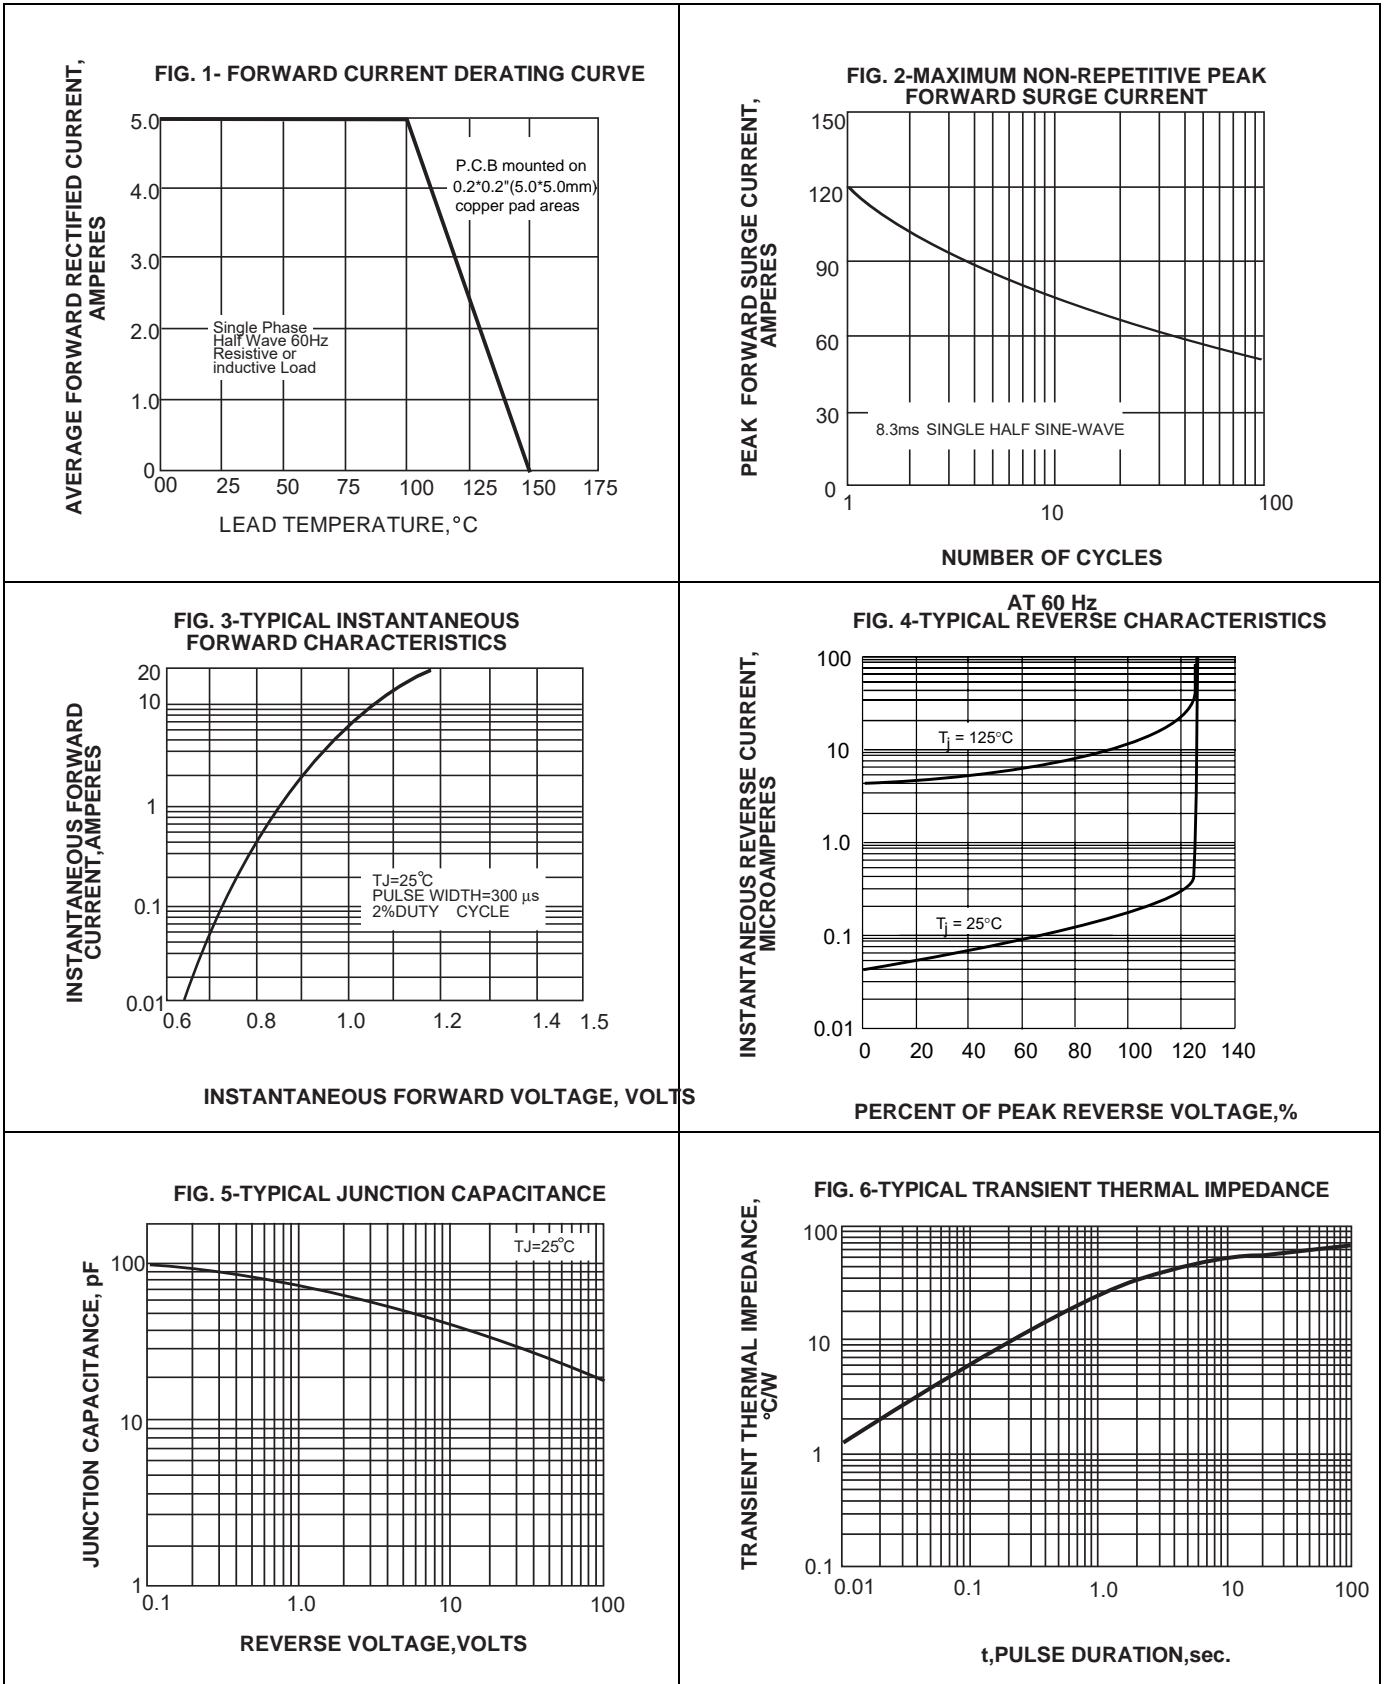 FIG. 1- FORWARD CURRENT DERATING CURVE
AVERAGE FORWARD RECTIFIED CURRENT,
AMPERES
5.0
4.0
3.0
2.0
1.0
0
P.C.B mounted on
0.2*0.2"(5.0*5.0mm)
copper pad areas
Single Phase
Half Wave 60Hz
Resistive or
inductive Load
00 25 50 75 100 125 150 175
LEAD TEMPERATURE,°C
FIG. 2-MAXIMUM NON-REPETITIVE PEAK
FORWARD SURGE CURRENT
PEAK FORWARD SURGE CURRENT,
AMPERES
150
120
90
60
30
0
8.3ms SINGLE HALF SINE-WAVE
1 10 100
NUMBER OF CYCLES
AT 60 Hz
FIG. 3-TYPICAL INSTANTANEOUS
FORWARD CHARACTERISTICS
INSTANTANEOUS FORWARD
CURRENT,AMPERES
20
10
1
0.1
0.01
TJ=25°C
PULSE WIDTH=300 µs
2%DUTY CYCLE
0.6 0.8 1.0 1.2 1.4 1.5
INSTANTANEOUS FORWARD VOLTAGE, VOLTS
FIG. 4-TYPICAL REVERSE CHARACTERISTICS
INSTANTANEOUS REVERSE CURRENT,
MICROAMPERES
100
10
1.0
0.1
0.01
Tj = 125°C
Tj = 25°C
0 20 40 60 80 100 120 140
PERCENT OF PEAK REVERSE VOLTAGE,%
FIG. 5-TYPICAL JUNCTION CAPACITANCE
JUNCTION CAPACITANCE, pF
100
10
1
TJ=25°C
0.1 1.0 10 100
REVERSE VOLTAGE,VOLTS
FIG. 6-TYPICAL TRANSIENT THERMAL IMPEDANCE
TRANSIENT THERMAL IMPEDANCE,
°C/W
100
10
1
0.1
0.01 0.1 1.0 10 100
t,PULSE DURATION,sec.